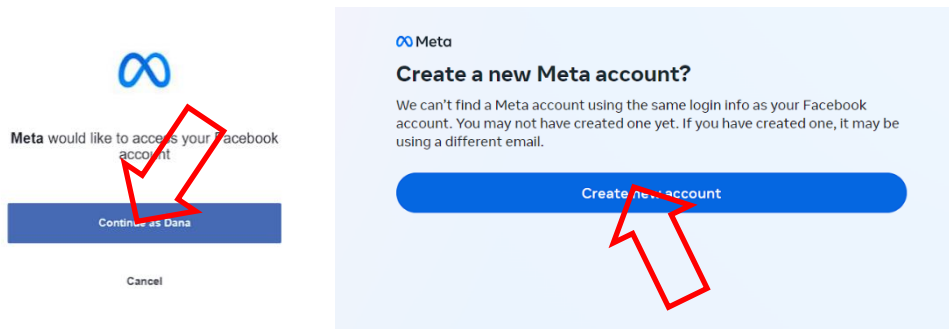 Meta would like to access your Facebook
account
Continue as Dana
Cancel
Meta
Create a new Meta account?
We can't find a Meta account using the same login info as your Facebook
account. You may not have created one yet. If you have created one, it may be
using a different email.
Create new account